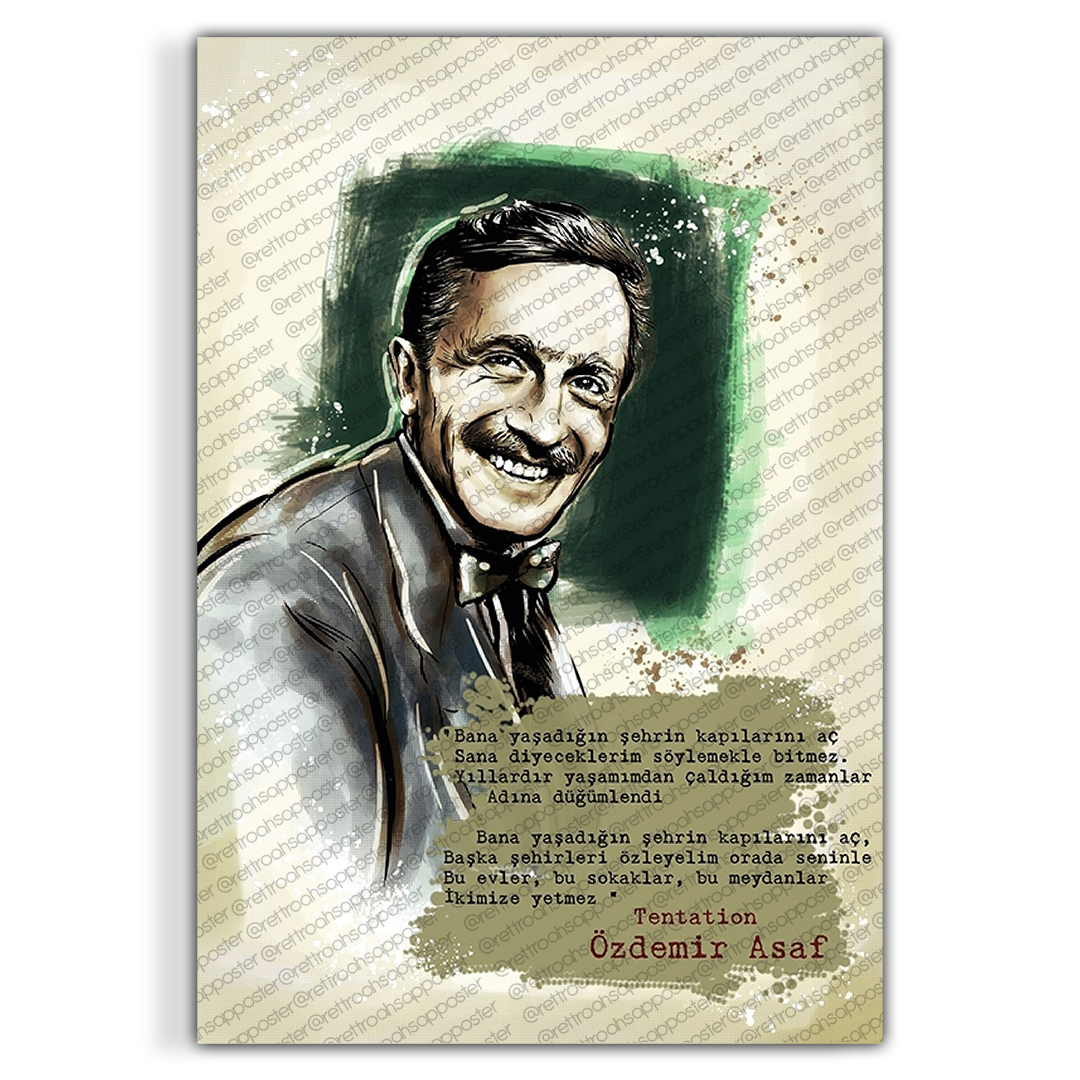 "Bana yaşadığın şehrin kapılarını aç
Sana diyeceklerim söylemekle bitmez.
Yıllardır yaşamımdan çaldığım zamanlar
Adına düğümlendi
Bana yaşadığın şehrin kapılarını aç,
Başka şehirleri özleyelim orada seninle
Bu evler, bu sokaklar, bu meydanlar
İkimize yetmez "
Tentation
Özdemir Asaf
@rettroahsapposter